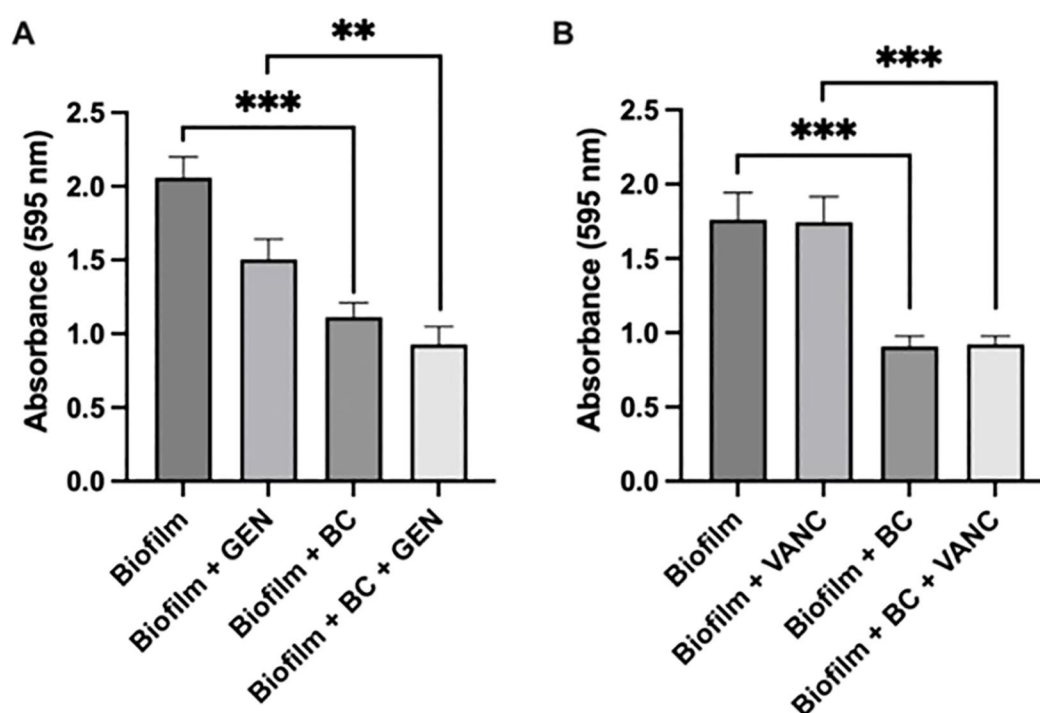 A
**
***
Absorbance (595 nm)
2.5
2.0
1.5
1.0
0.5
0.0
Biofilm
Biofilm + GEN
Biofilm + BC
Biofilm + BC + GEN
B
***
***
Absorbance (595 nm)
2.5
2.0
1.5
1.0
0.5
0.0
Biofilm
Biofilm + VANC
Biofilm + BC
Biofilm + BC + VANC